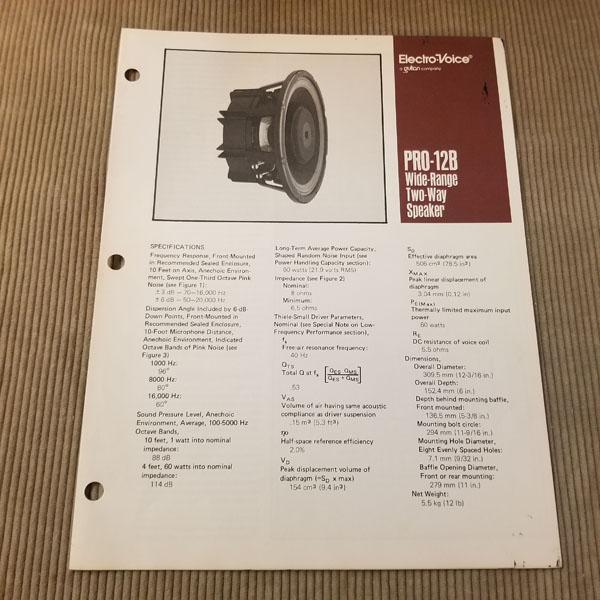 Electro-Voice®
a gulton company
PRO-12B
Wide-Range
Two-Way
Speaker
SPECIFICATIONS
Frequency Response, Front-Mounted
in Recommended Sealed Enclosure,
10 Feet on Axis, Anechoic Environ-
ment, Swept One-Third Octave Pink
Noise (see Figure 1):
±3 dB — 70-16,000 Hz
±6 dB — 50-20,000 Hz
Dispersion Angle Included by 6-dB-
Down Points, Front-Mounted in
Recommended Sealed Enclosure,
10-Foot Microphone Distance,
Anechoic Environment, Indicated
Octave Bands of Pink Noise (see
Figure 3)
1000 Hz:
96°
8000 Hz:
80°
16,000 Hz:
60°
Sound Pressure Level, Anechoic
Environment, Average, 100-5000 Hz
Octave Bands,
10 feet, 1 watt into nominal
impedance:
88 dB
4 feet, 60 watts into nominal
impedance:
114 dB
Long-Term Average Power Capacity,
Shaped Random Noise Input (see
Power Handling Capacity section):
60 watts (21.9 volts RMS)
Impedance (see Figure 2)
Nominal:
8 ohms
Minimum:
6.5 ohms
Thiele-Small Driver Parameters,
Nominal (see Special Note on Low-
Frequency Performance section),
fs
Free-air resonance frequency:
40 Hz
QTS
Total Q at fs [QES QMS / QES + QMS]
.53
VAS
Volume of air having same acoustic
compliance as driver suspension
.15 m³ (5.3 ft³)
ηo
Half-space reference efficiency
2.0%
VD
Peak displacement volume of
diaphragm (=SD x max)
154 cm³ (9.4 in³)
SD
Effective diaphragm area
506 cm² (78.5 in²)
XMAX
Peak linear displacement of
diaphragm
3.04 mm (0.12 in)
PE(Max)
Thermally limited maximum input
power
60 watts
RE
DC resistance of voice coil
5.5 ohms
Dimensions,
Overall Diameter:
309.5 mm (12-3/16 in.)
Overall Depth:
152.4 mm (6 in.)
Depth behind mounting baffle,
Front mounted:
136.5 mm (5-3/8 in.)
Mounting bolt circle:
294 mm (11-9/16 in.)
Mounting Hole Diameter,
Eight Evenly Spaced Holes:
7.1 mm (9/32 in.)
Baffle Opening Diameter,
Front or rear mounting:
279 mm (11 in.)
Net Weight:
5.5 kg (12 lb)